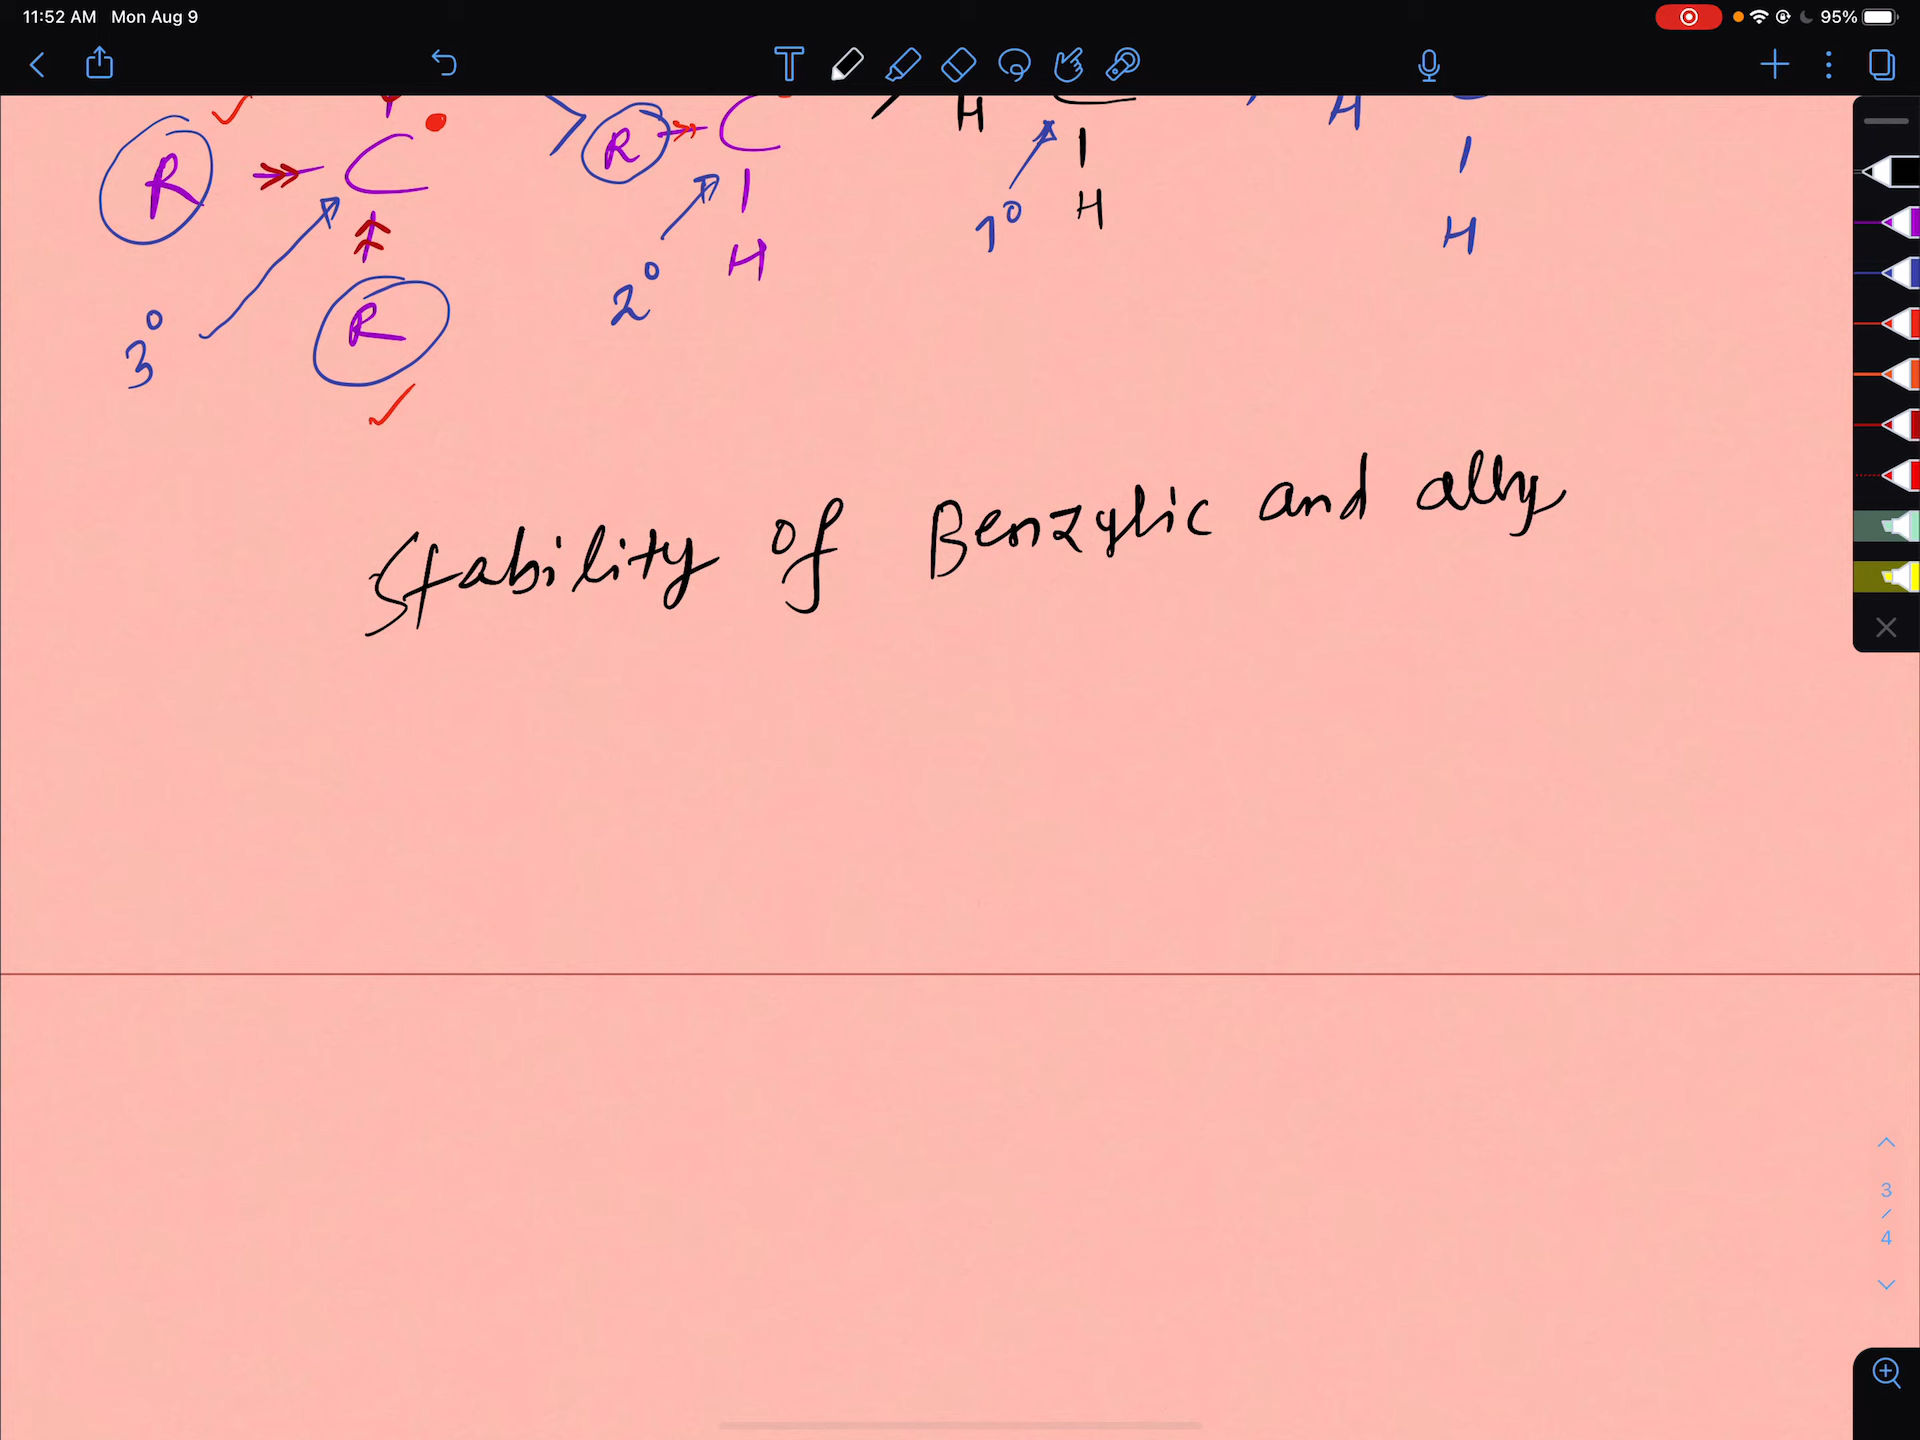 11:52 AM Mon Aug 9 95%
T
R C R C H C H
I I I
R H H H
3° 2° 1°
Stability of Benzylic and ally
3
/
4